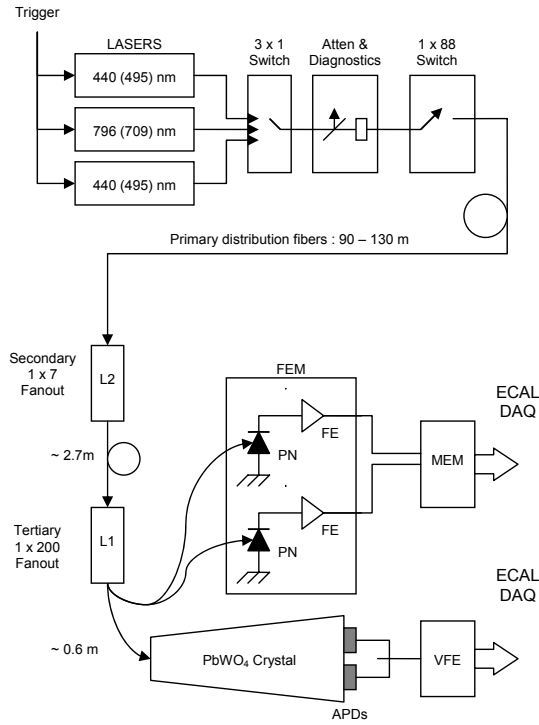 Trigger
LASERS
3 x 1
Switch
Atten &
Diagnostics
1 x 88
Switch
440 (495) nm
796 (709) nm
440 (495) nm
Primary distribution fibers : 90 – 130 m
Secondary
1 x 7
Fanout
L2
~ 2.7m
Tertiary
1 x 200
Fanout
L1
~ 0.6 m
FEM
PN
FE
PN
FE
MEM
ECAL
DAQ
ECAL
DAQ
PbWO₄ Crystal
APDs
VFE